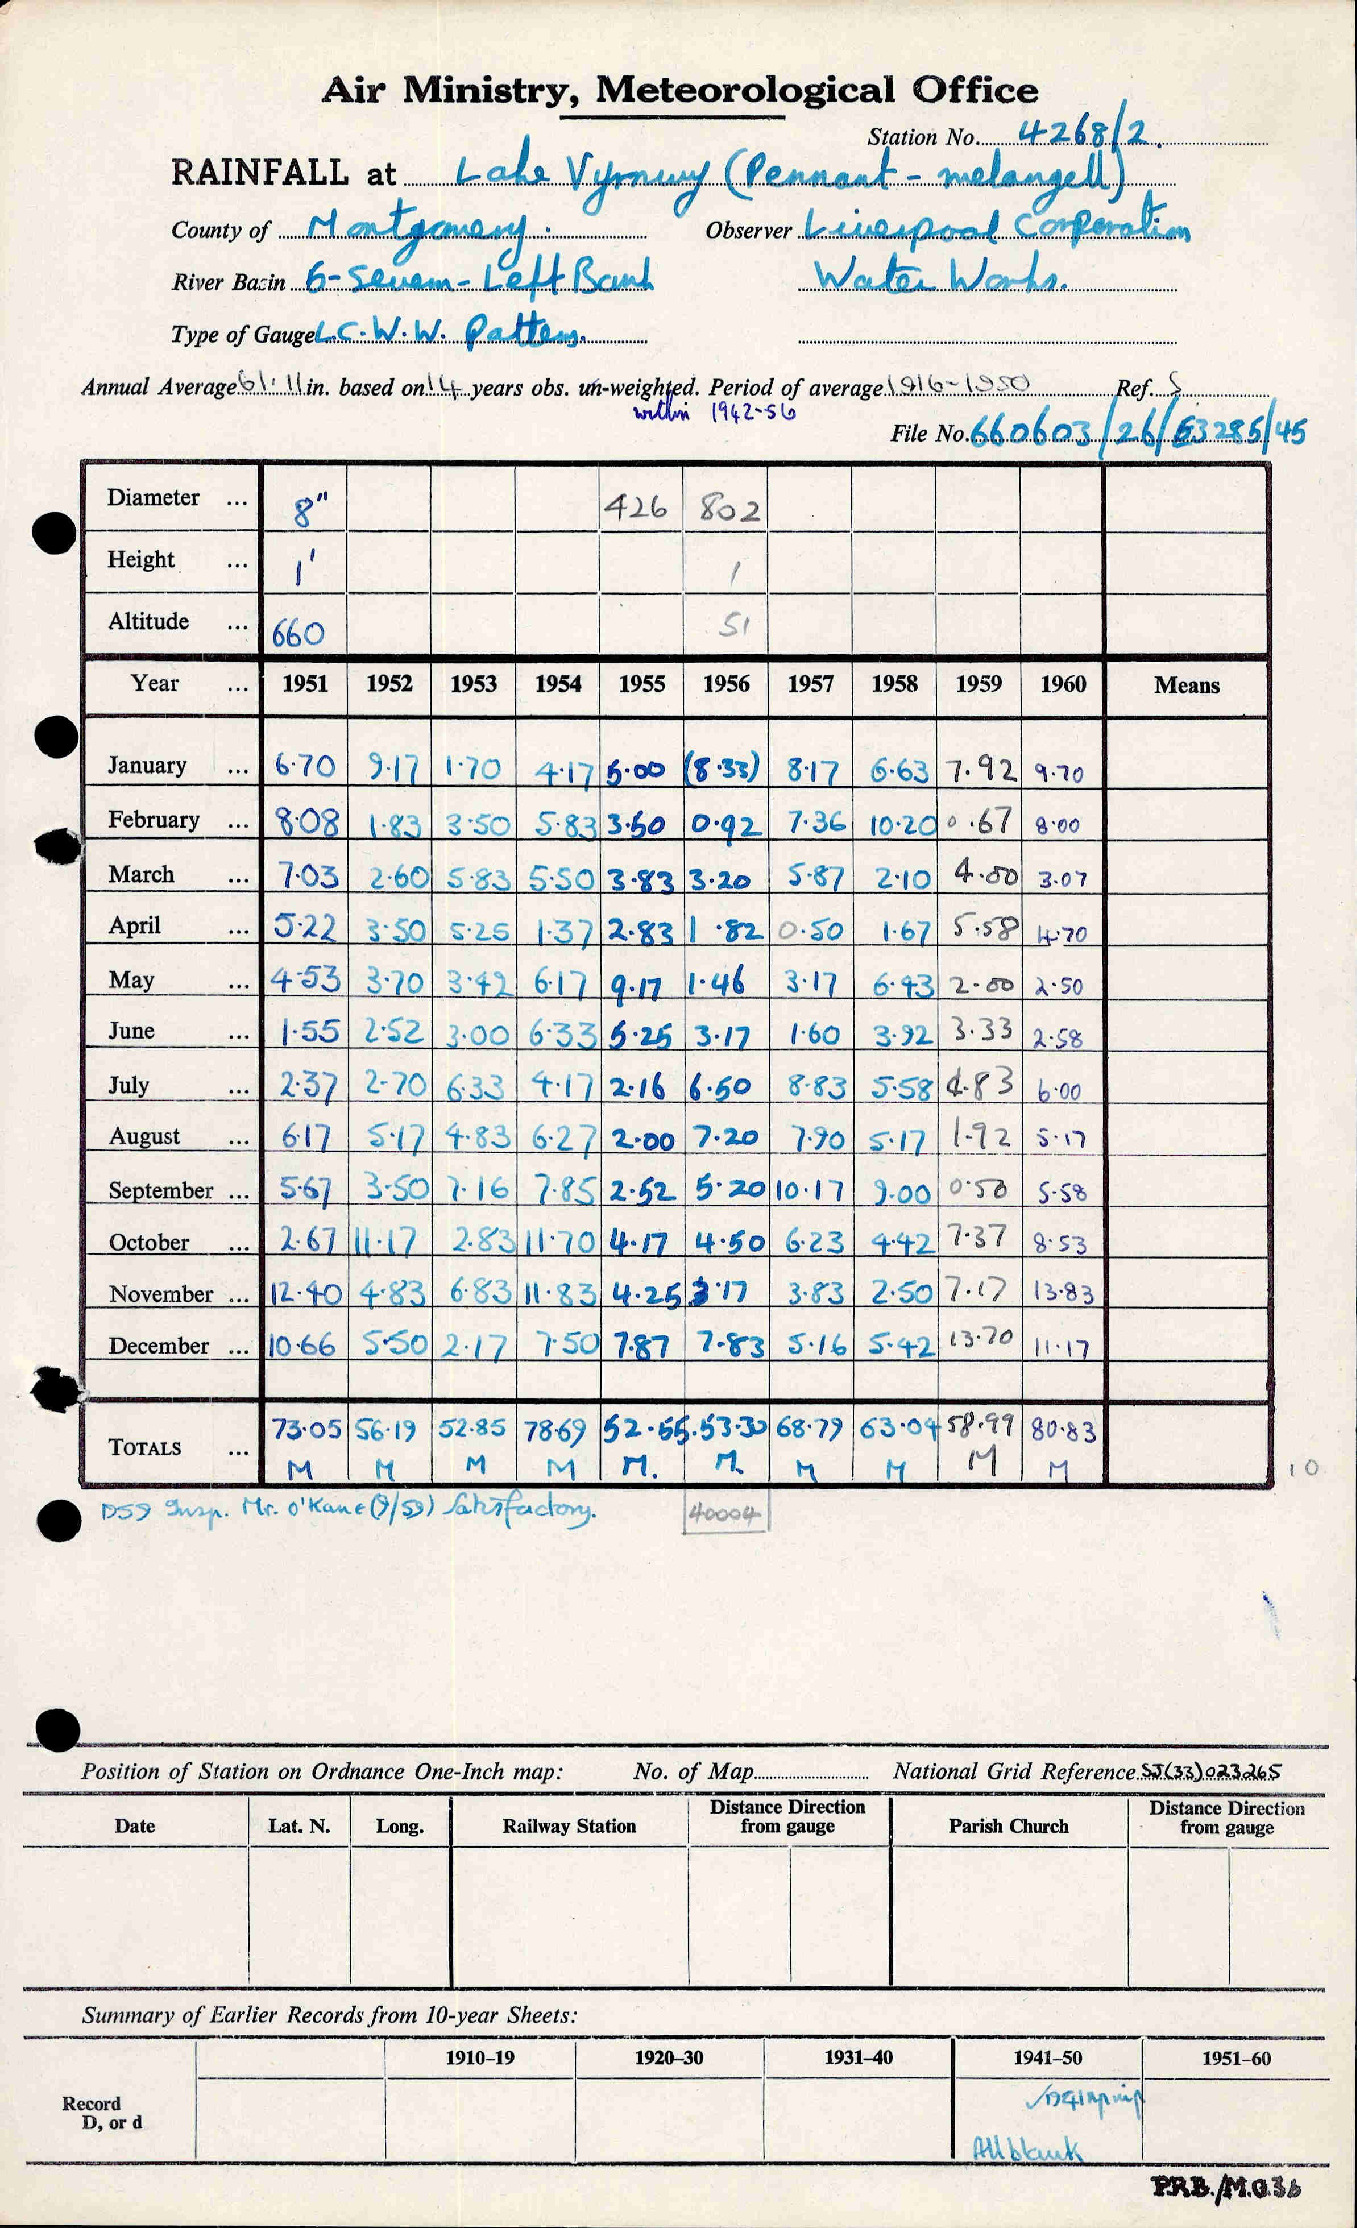 Air Ministry, Meteorological Office
Station No. 4268/2.
RAINFALL at Lake Vyrnwy (Pennant - melangell)
County of Montgomery. Observer Liverpool Corporation
River Basin 6 - Severn - Left Bank Water Works.
Type of Gauge L.C.W.W. Pattern.
Annual Average 61.11 in. based on 14 years obs. un-weighted. Period of average 1916-1950 Ref. S
within 1942-56
File No. 660603/26/63285/45
Diameter ... 8" 426 802
Height ... 1' 1
Altitude ... 660 51
Year ... 1951 1952 1953 1954 1955 1956 1957 1958 1959 1960 Means
January ... 6.70 9.17 1.70 4.17 5.00 (8.33) 8.17 6.63 7.92 9.70
February ... 8.08 1.83 3.50 5.83 3.50 0.92 7.36 10.20 0.67 8.00
March ... 7.03 2.60 5.83 5.50 3.83 3.20 5.87 2.10 4.00 3.07
April ... 5.22 3.50 5.25 1.37 2.83 1.82 0.50 1.67 5.58 4.70
May ... 4.53 3.70 3.42 6.17 9.17 1.46 3.17 6.43 2.00 2.50
June ... 1.55 2.52 3.00 6.33 5.25 3.17 1.60 3.92 3.33 2.58
July ... 2.37 2.70 6.33 4.17 2.16 6.50 8.83 5.58 4.83 6.00
August ... 6.17 5.17 4.83 6.27 2.00 7.20 7.90 5.17 1.92 5.17
September ... 5.67 3.50 7.16 7.85 2.52 5.20 10.17 9.00 0.50 5.58
October ... 2.67 11.17 2.83 11.70 4.17 4.50 6.23 4.42 7.37 8.53
November ... 12.40 4.83 6.83 11.83 4.25 3.17 3.83 2.50 7.17 13.83
December ... 10.66 5.50 2.17 7.50 7.87 7.83 5.16 5.42 13.70 11.17
TOTALS ... 73.05 56.19 52.85 78.69 52.55 53.30 68.79 63.04 58.99 80.83
M M M M M. M. M M M M 10
1959 Insp. Mr. O'Kane (9/59) Satisfactory. 40004
Position of Station on Ordnance One-Inch map: No. of Map National Grid Reference SJ(33)023265
Date Lat. N. Long. Railway Station Distance Direction from gauge Parish Church Distance Direction from gauge
Summary of Earlier Records from 10-year Sheets:
1910–19 1920–30 1931–40 1941–50 1951–60
Record
D, or d
All blank
P.R.B./M.O.36